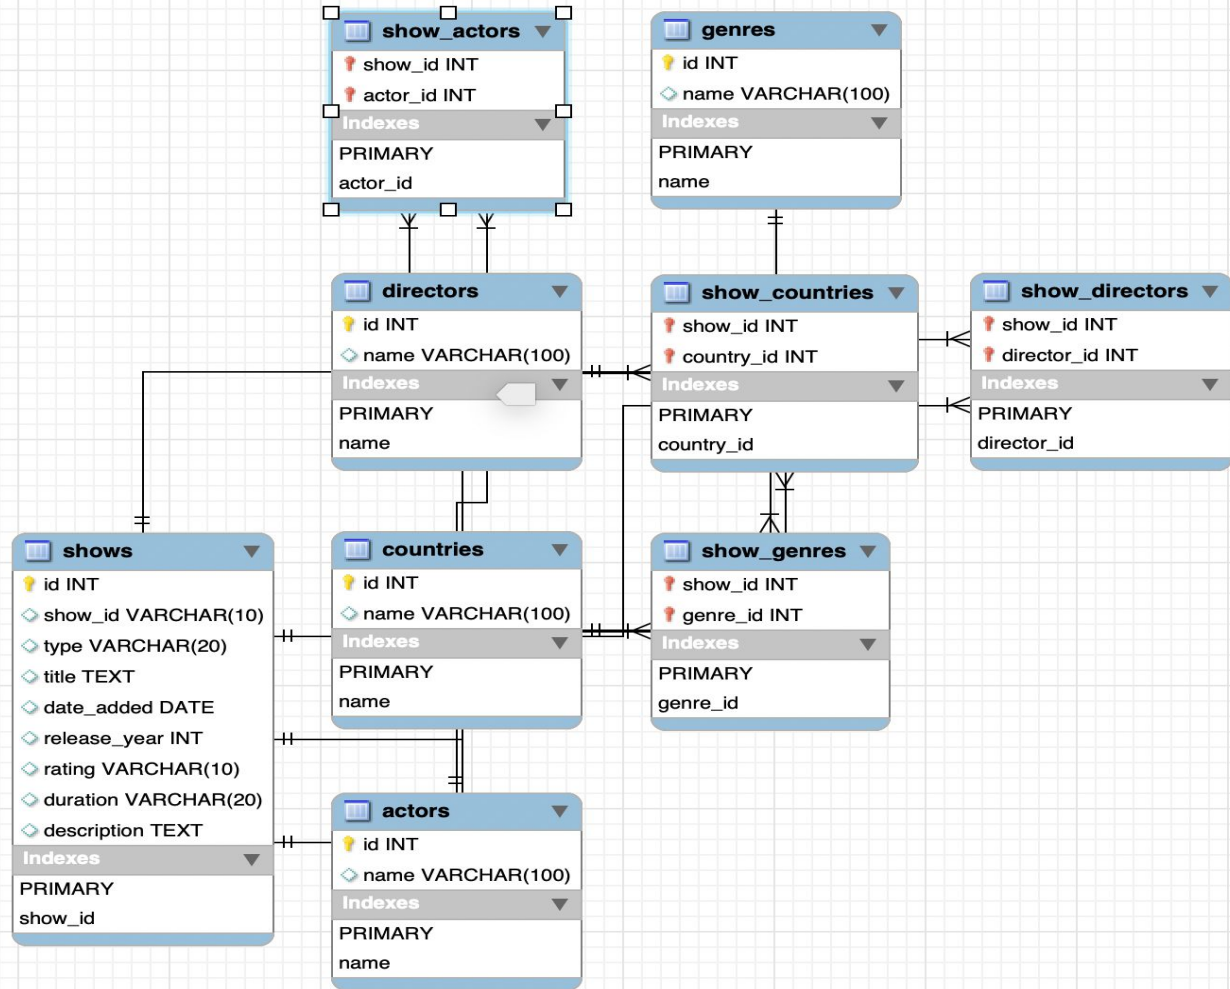 show_actors
show_id INT
actor_id INT
Indexes
PRIMARY
actor_id
genres
id INT
name VARCHAR(100)
Indexes
PRIMARY
name
directors
id INT
name VARCHAR(100)
Indexes
PRIMARY
name
show_countries
show_id INT
country_id INT
Indexes
PRIMARY
country_id
show_directors
show_id INT
director_id INT
Indexes
PRIMARY
director_id
shows
id INT
show_id VARCHAR(10)
type VARCHAR(20)
title TEXT
date_added DATE
release_year INT
rating VARCHAR(10)
duration VARCHAR(20)
description TEXT
Indexes
PRIMARY
show_id
countries
id INT
name VARCHAR(100)
Indexes
PRIMARY
name
show_genres
show_id INT
genre_id INT
Indexes
PRIMARY
genre_id
actors
id INT
name VARCHAR(100)
Indexes
PRIMARY
name